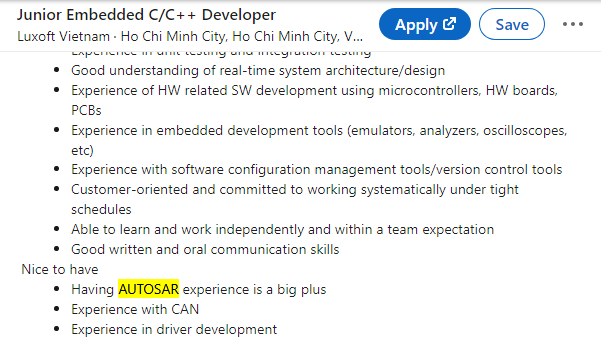 Junior Embedded C/C++ Developer
Luxoft Vietnam · Ho Chi Minh City, Ho Chi Minh City, V...
Apply
Save
Experience in unit testing and integration testing
Good understanding of real-time system architecture/design
Experience of HW related SW development using microcontrollers, HW boards,
PCBs
Experience in embedded development tools (emulators, analyzers, oscilloscopes,
etc)
Experience with software configuration management tools/version control tools
Customer-oriented and committed to working systematically under tight
schedules
Able to learn and work independently and within a team expectation
Good written and oral communication skills
Nice to have
Having AUTOSAR experience is a big plus
Experience with CAN
Experience in driver development